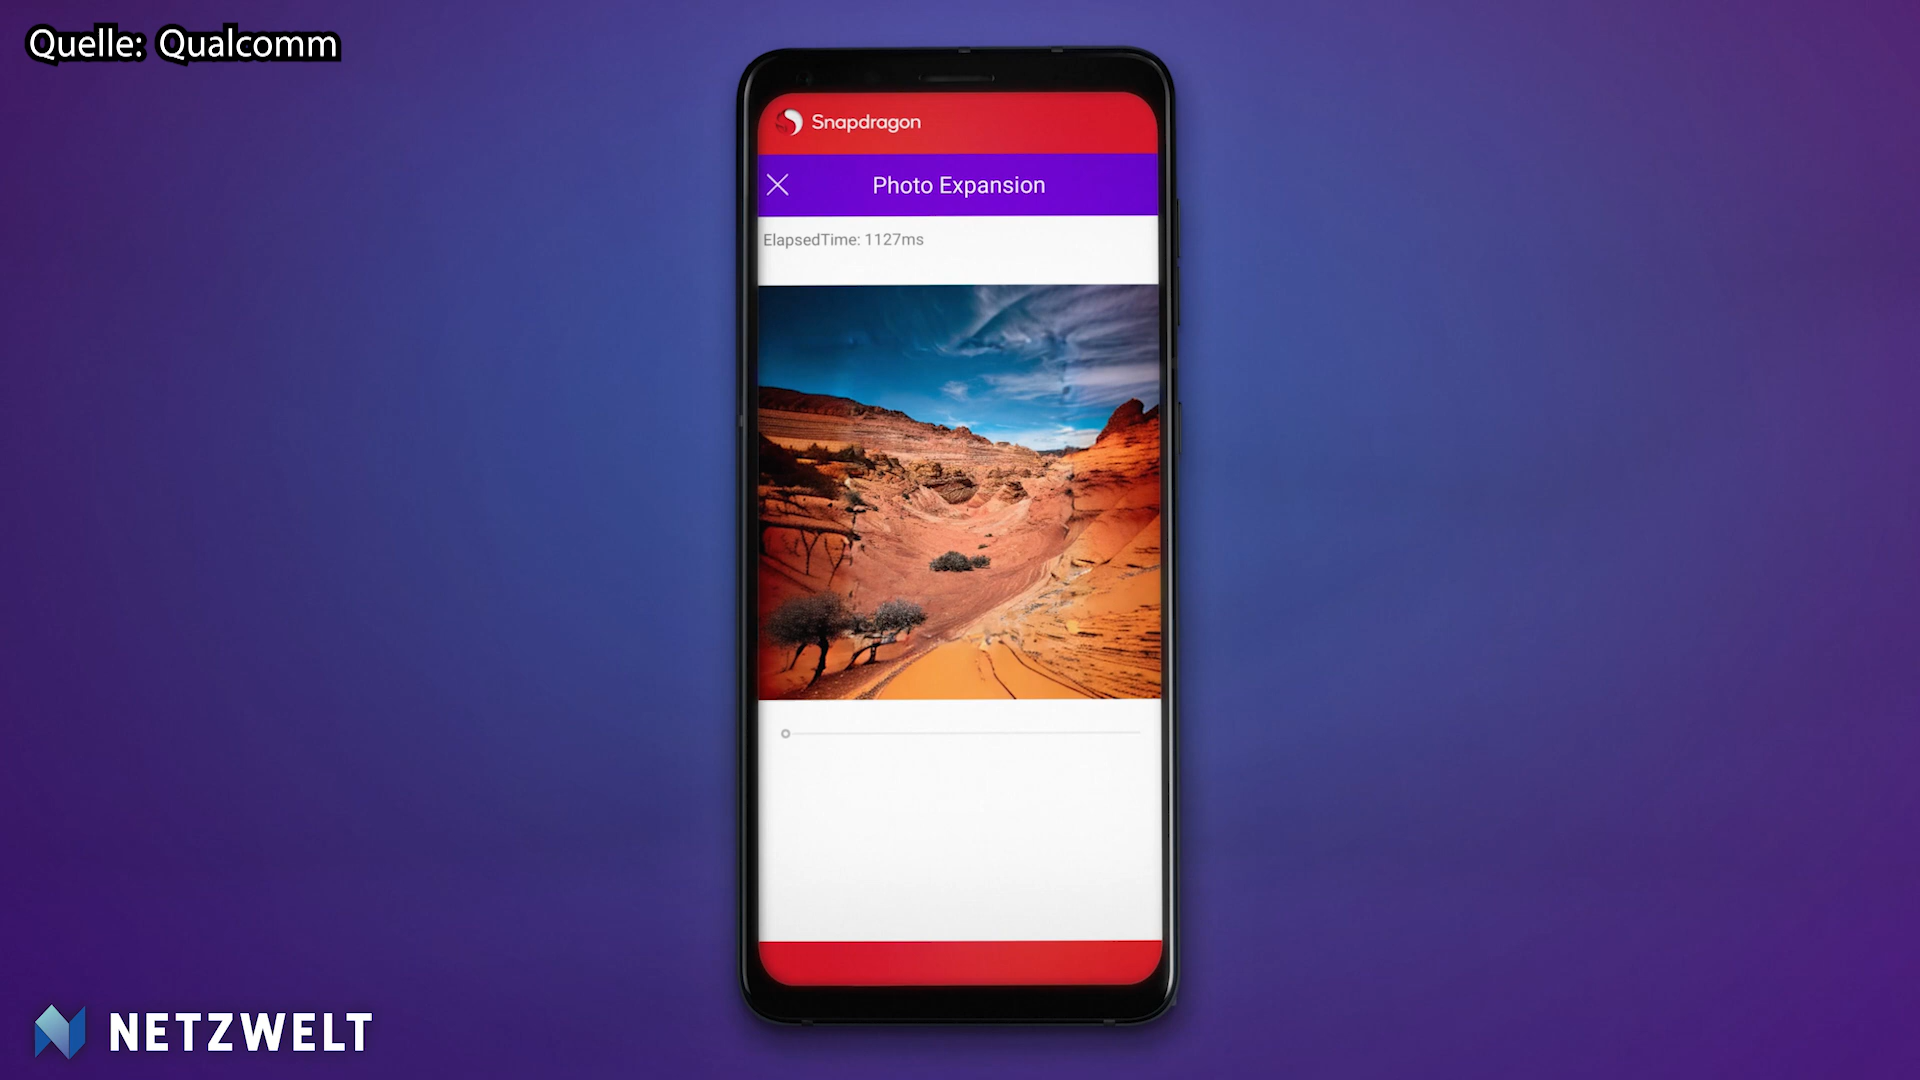 Quelle: Qualcomm
Snapdragon
Photo Expansion
ElapsedTime: 1127ms
NETZWELT